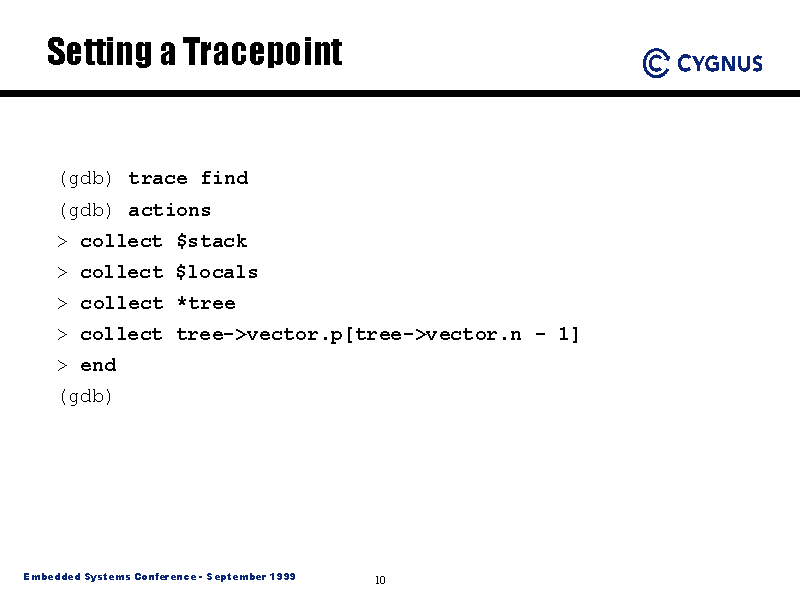 Setting a Tracepoint
CYGNUS
(gdb) trace find
(gdb) actions
> collect $stack
> collect $locals
> collect *tree
> collect tree->vector.p[tree->vector.n - 1]
> end
(gdb)
Embedded Systems Conference - September 1999
10